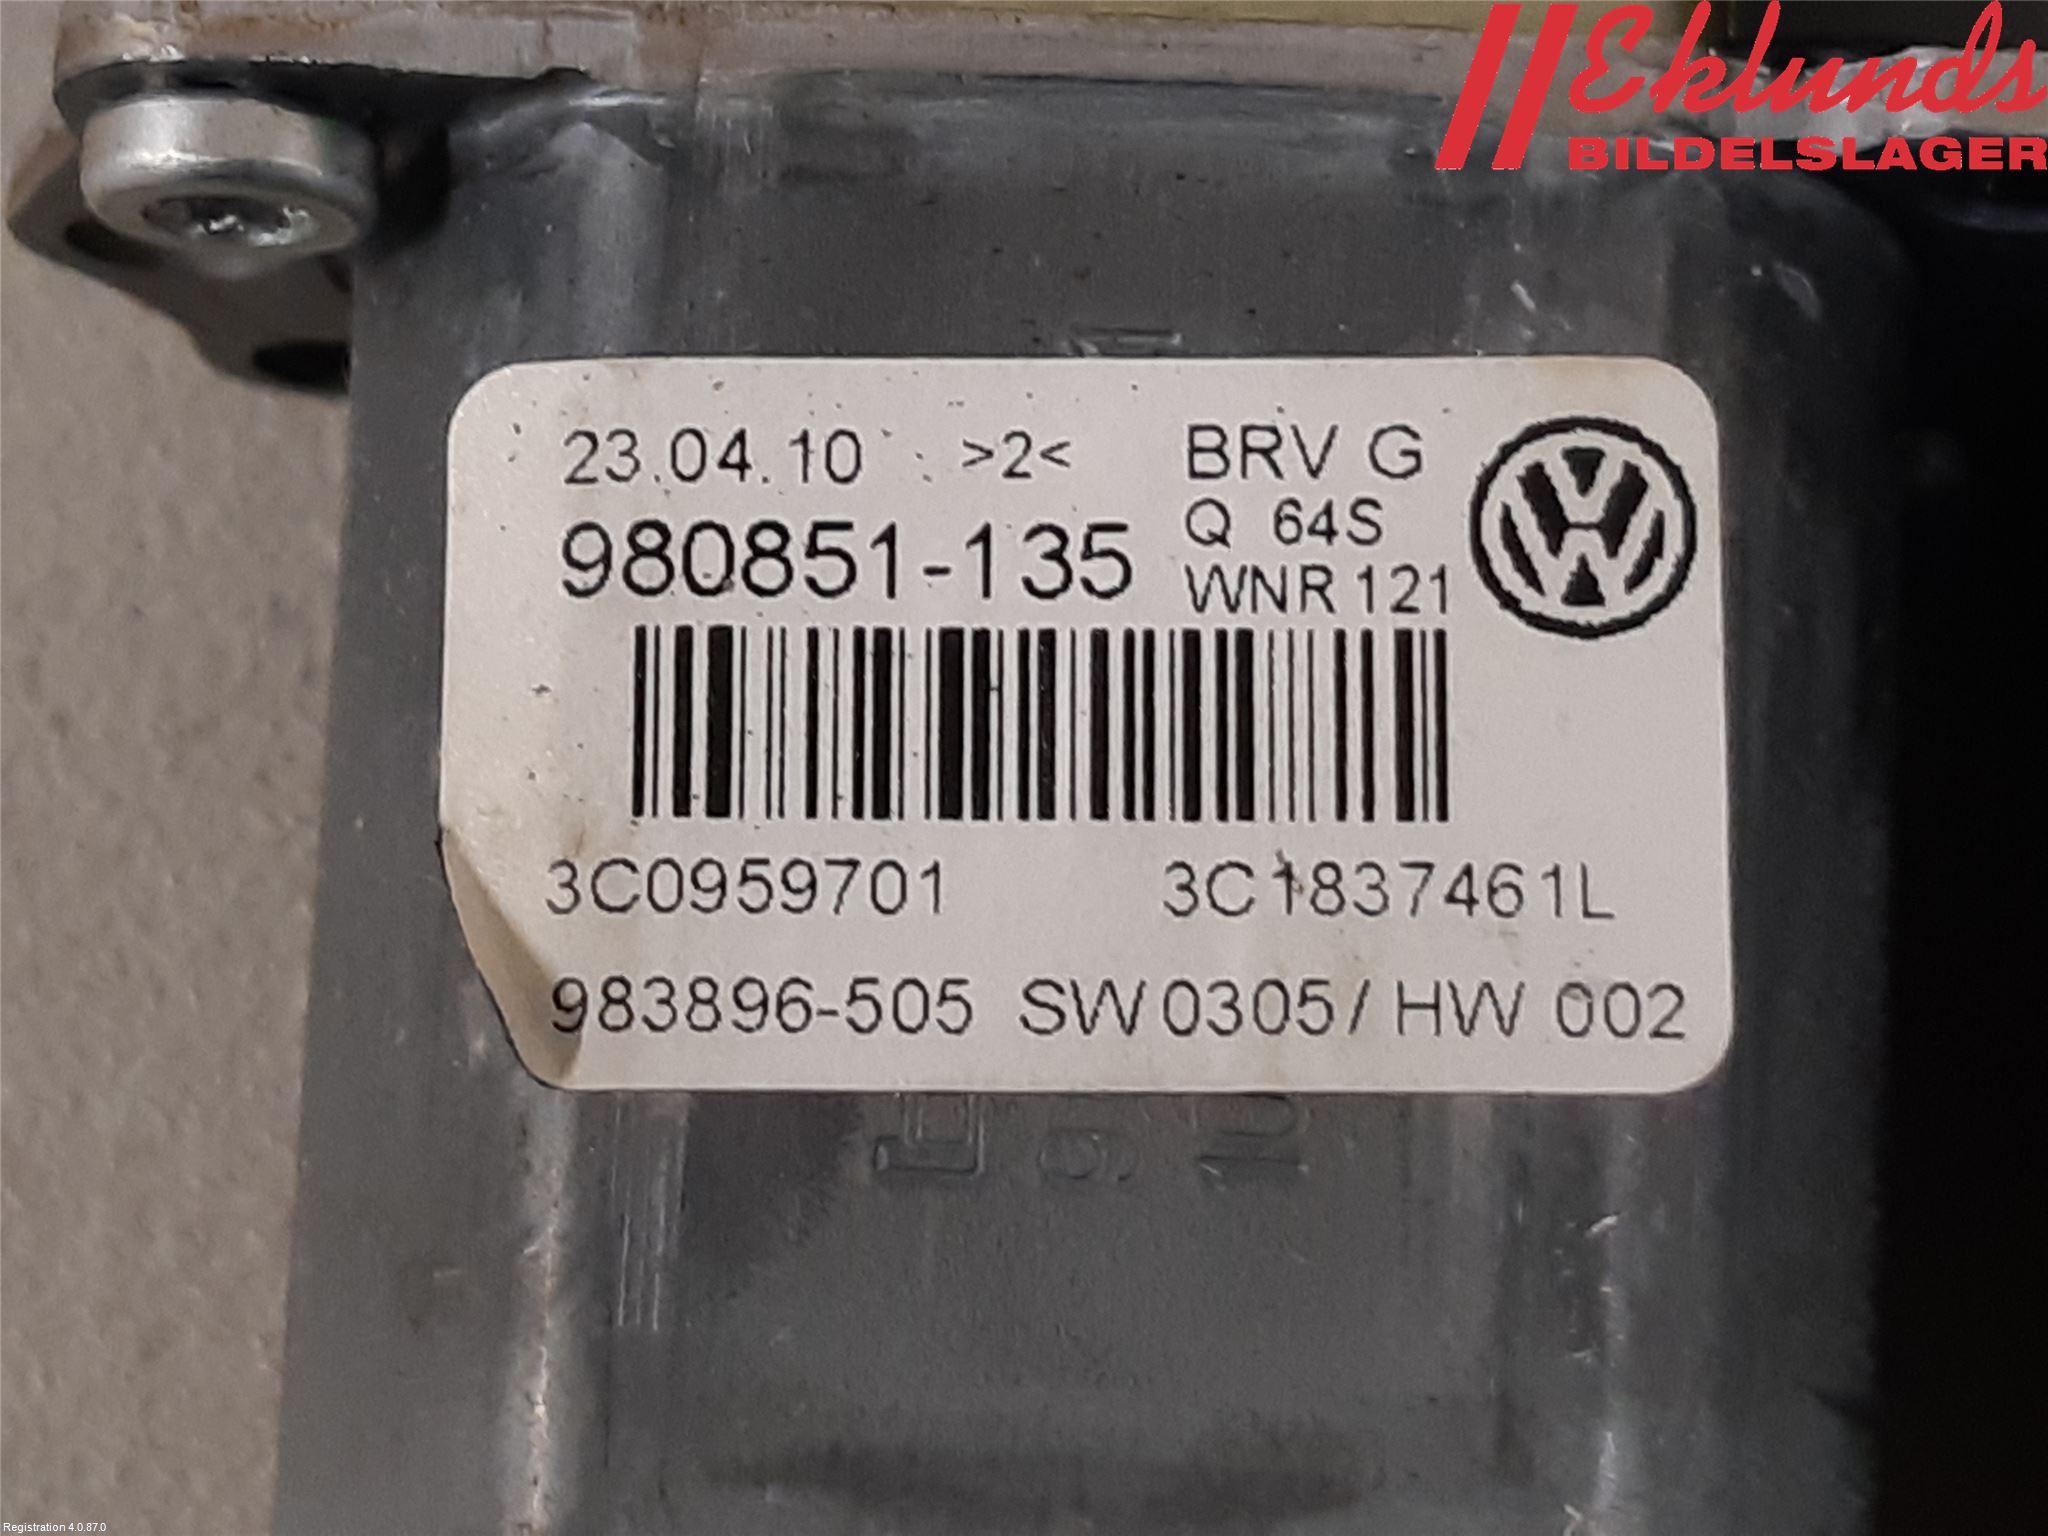 Eklunds
BILDELSLAGER
23.04.10 >2< BRV G
980851-135 Q 64S
WNR 121
3C0959701 3C1837461L
983896-505 SW 0305 / HW 002
Registration 4.0.87.0